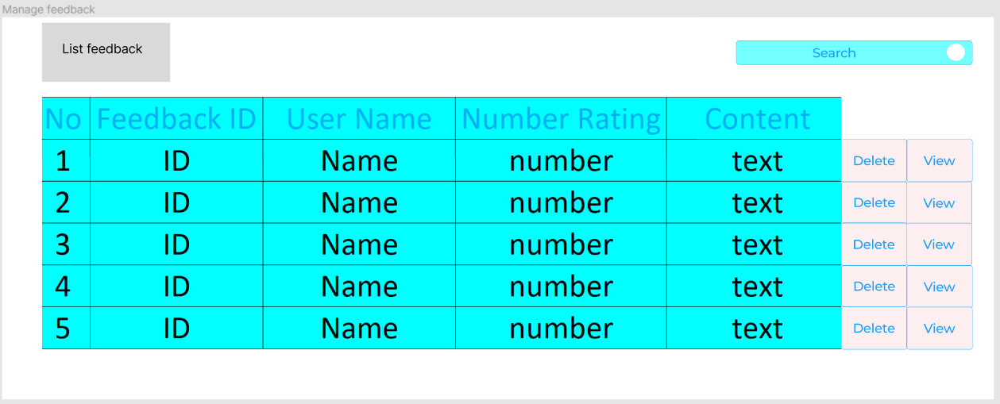 Manage feedback
List feedback
Search
No Feedback ID User Name Number Rating Content
1 ID Name number text Delete View
2 ID Name number text Delete View
3 ID Name number text Delete View
4 ID Name number text Delete View
5 ID Name number text Delete View